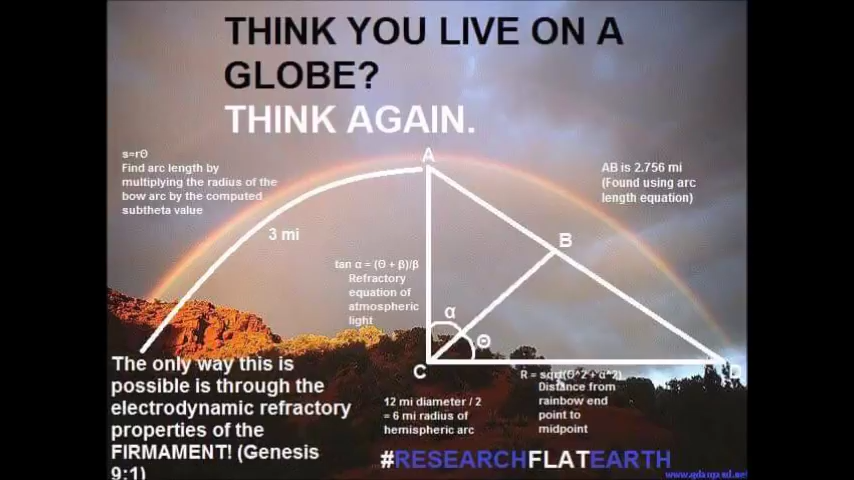 THINK YOU LIVE ON A
GLOBE?
THINK AGAIN.
s=rΘ
Find arc length by
multiplying the radius of the
bow arc by the computed
subtheta value
A
AB is 2.756 mi
(Found using arc
length equation)
3 mi
B
tan α = (Θ + β)/β
Refractory
equation of
atmospheric
light
α
Θ
C
D
The only way this is
possible is through the
electrodynamic refractory
properties of the
FIRMAMENT! (Genesis
9:1)
12 mi diameter / 2
= 6 mi radius of
hemispheric arc
R = sqrt(Θ^2 + α^2)
Distance from
rainbow end
point to
midpoint
#RESEARCHFLATEARTH